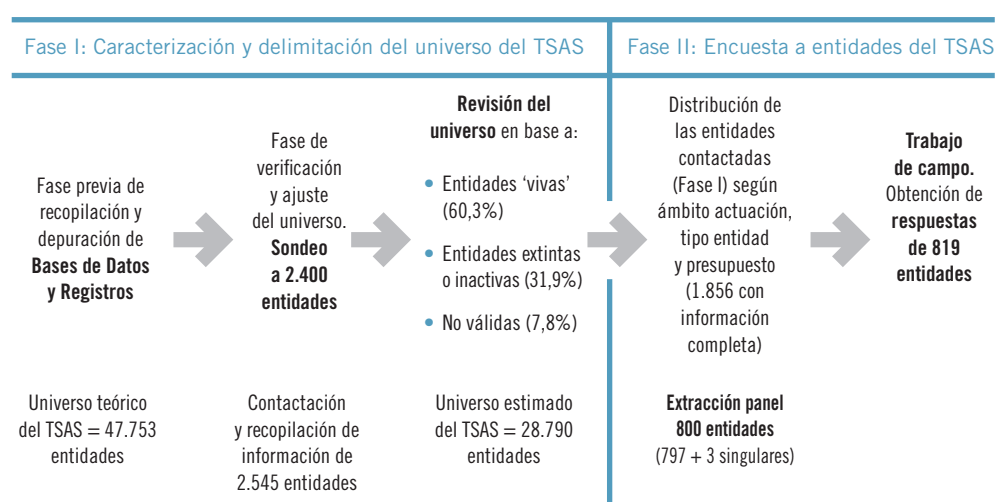 Fase I: Caracterización y delimitación del universo del TSAS
Fase II: Encuesta a entidades del TSAS
Fase previa de
recopilación y
depuración de
Bases de Datos
y Registros
Fase de
verificación
y ajuste
del universo.
Sondeo
a 2.400
entidades
Revisión del
universo en base a:
• Entidades ‘vivas’
(60,3%)
• Entidades extintas
o inactivas (31,9%)
• No válidas (7,8%)
Distribución de
las entidades
contactadas
(Fase I) según
ámbito actuación,
tipo entidad
y presupuesto
(1.856 con
información
completa)
Trabajo
de campo.
Obtención de
respuestas
de 819
entidades
Universo teórico
del TSAS = 47.753
entidades
Contactación
y recopilación de
información de
2.545 entidades
Universo estimado
del TSAS = 28.790
entidades
Extracción panel
800 entidades
(797 + 3 singulares)